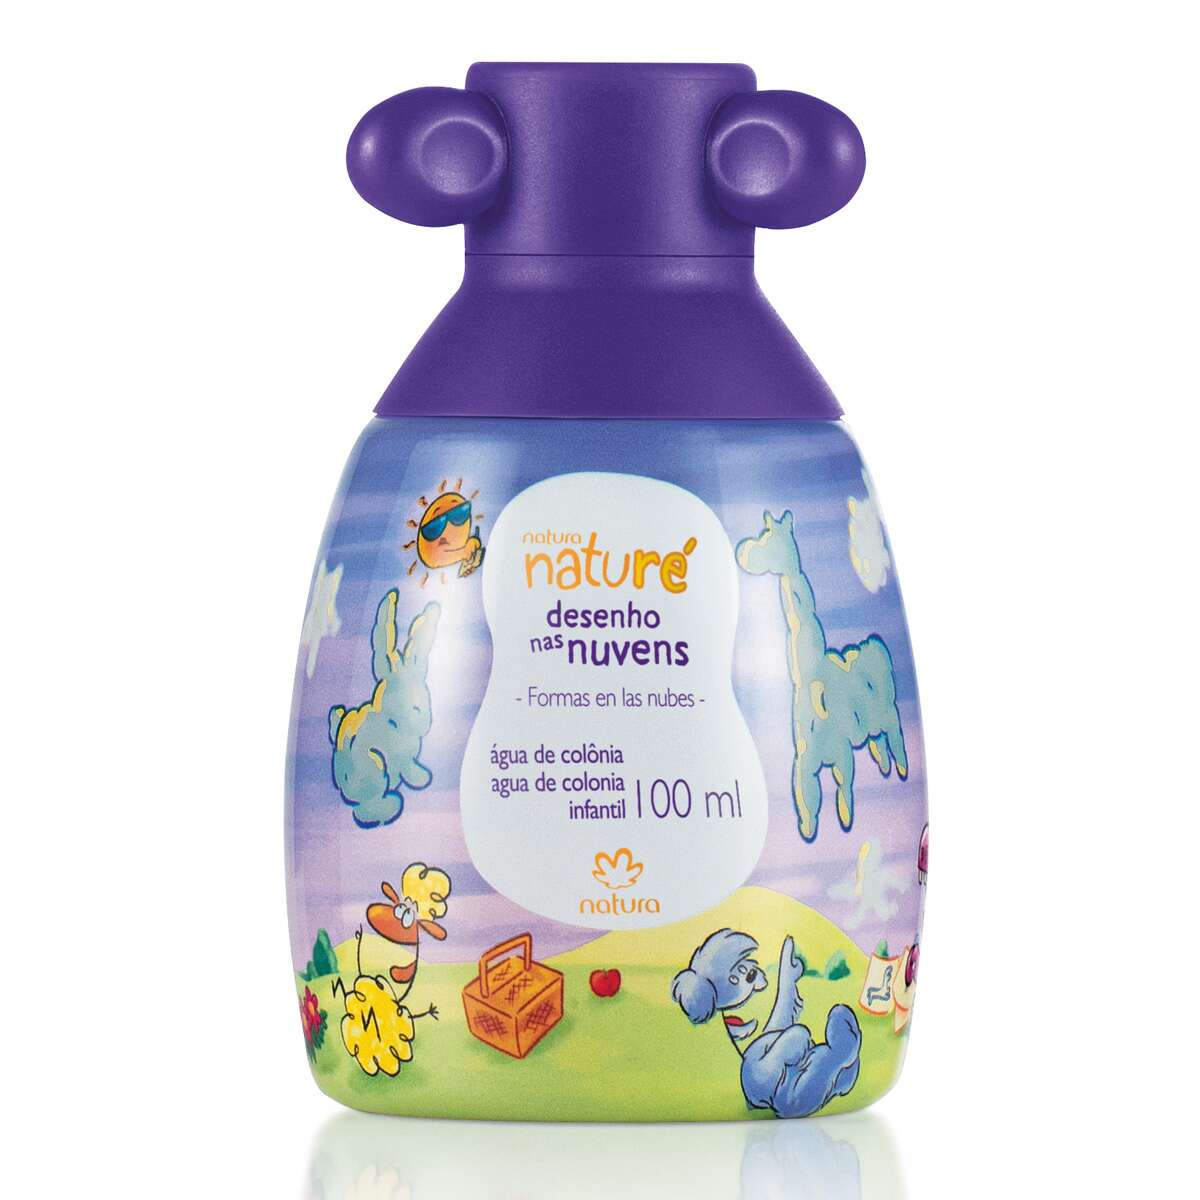 natura
naturé
desenho
nas nuvens
- Formas en las nubes -
água de colônia
agua de colonia
infantil 100 ml
natura